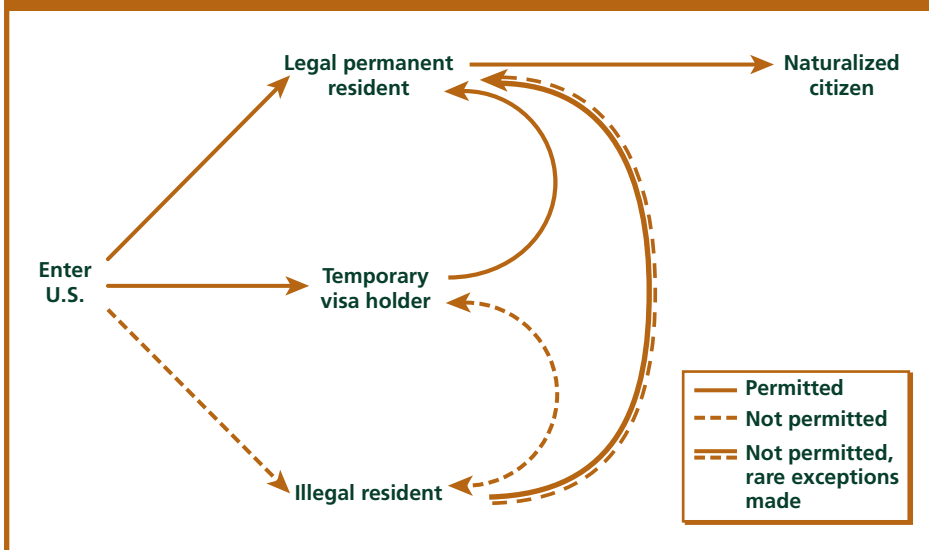 Legal permanent
resident
Naturalized
citizen
Enter
U.S.
Temporary
visa holder
Illegal resident
Permitted
Not permitted
Not permitted,
rare exceptions
made